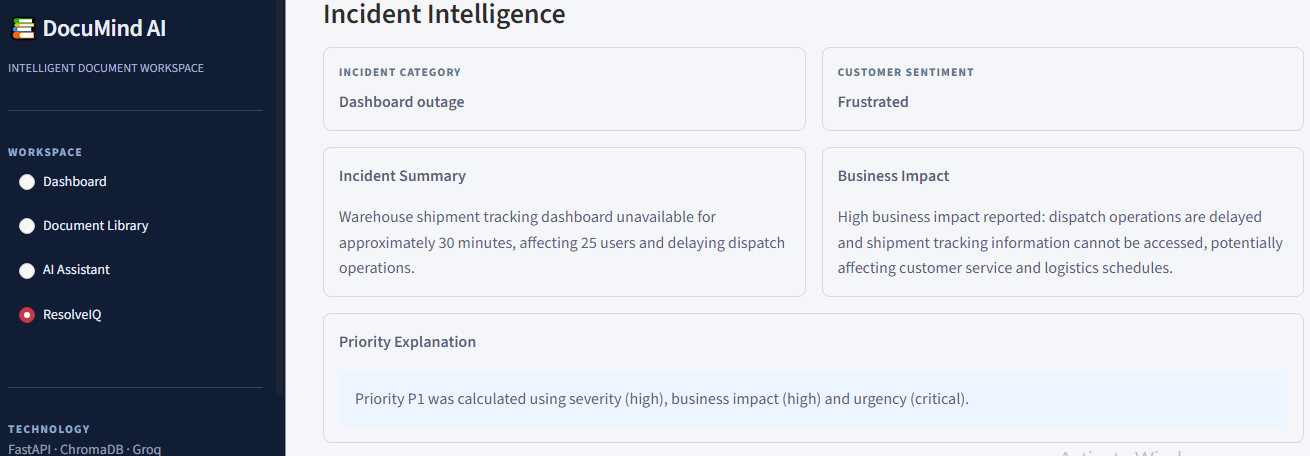 DocuMind AI
INTELLIGENT DOCUMENT WORKSPACE
WORKSPACE
Dashboard
Document Library
AI Assistant
ResolveIQ
TECHNOLOGY
FastAPI · ChromaDB · Groq
Incident Intelligence
INCIDENT CATEGORY
Dashboard outage
CUSTOMER SENTIMENT
Frustrated
Incident Summary
Warehouse shipment tracking dashboard unavailable for
approximately 30 minutes, affecting 25 users and delaying dispatch
operations.
Business Impact
High business impact reported: dispatch operations are delayed
and shipment tracking information cannot be accessed, potentially
affecting customer service and logistics schedules.
Priority Explanation
Priority P1 was calculated using severity (high), business impact (high) and urgency (critical).